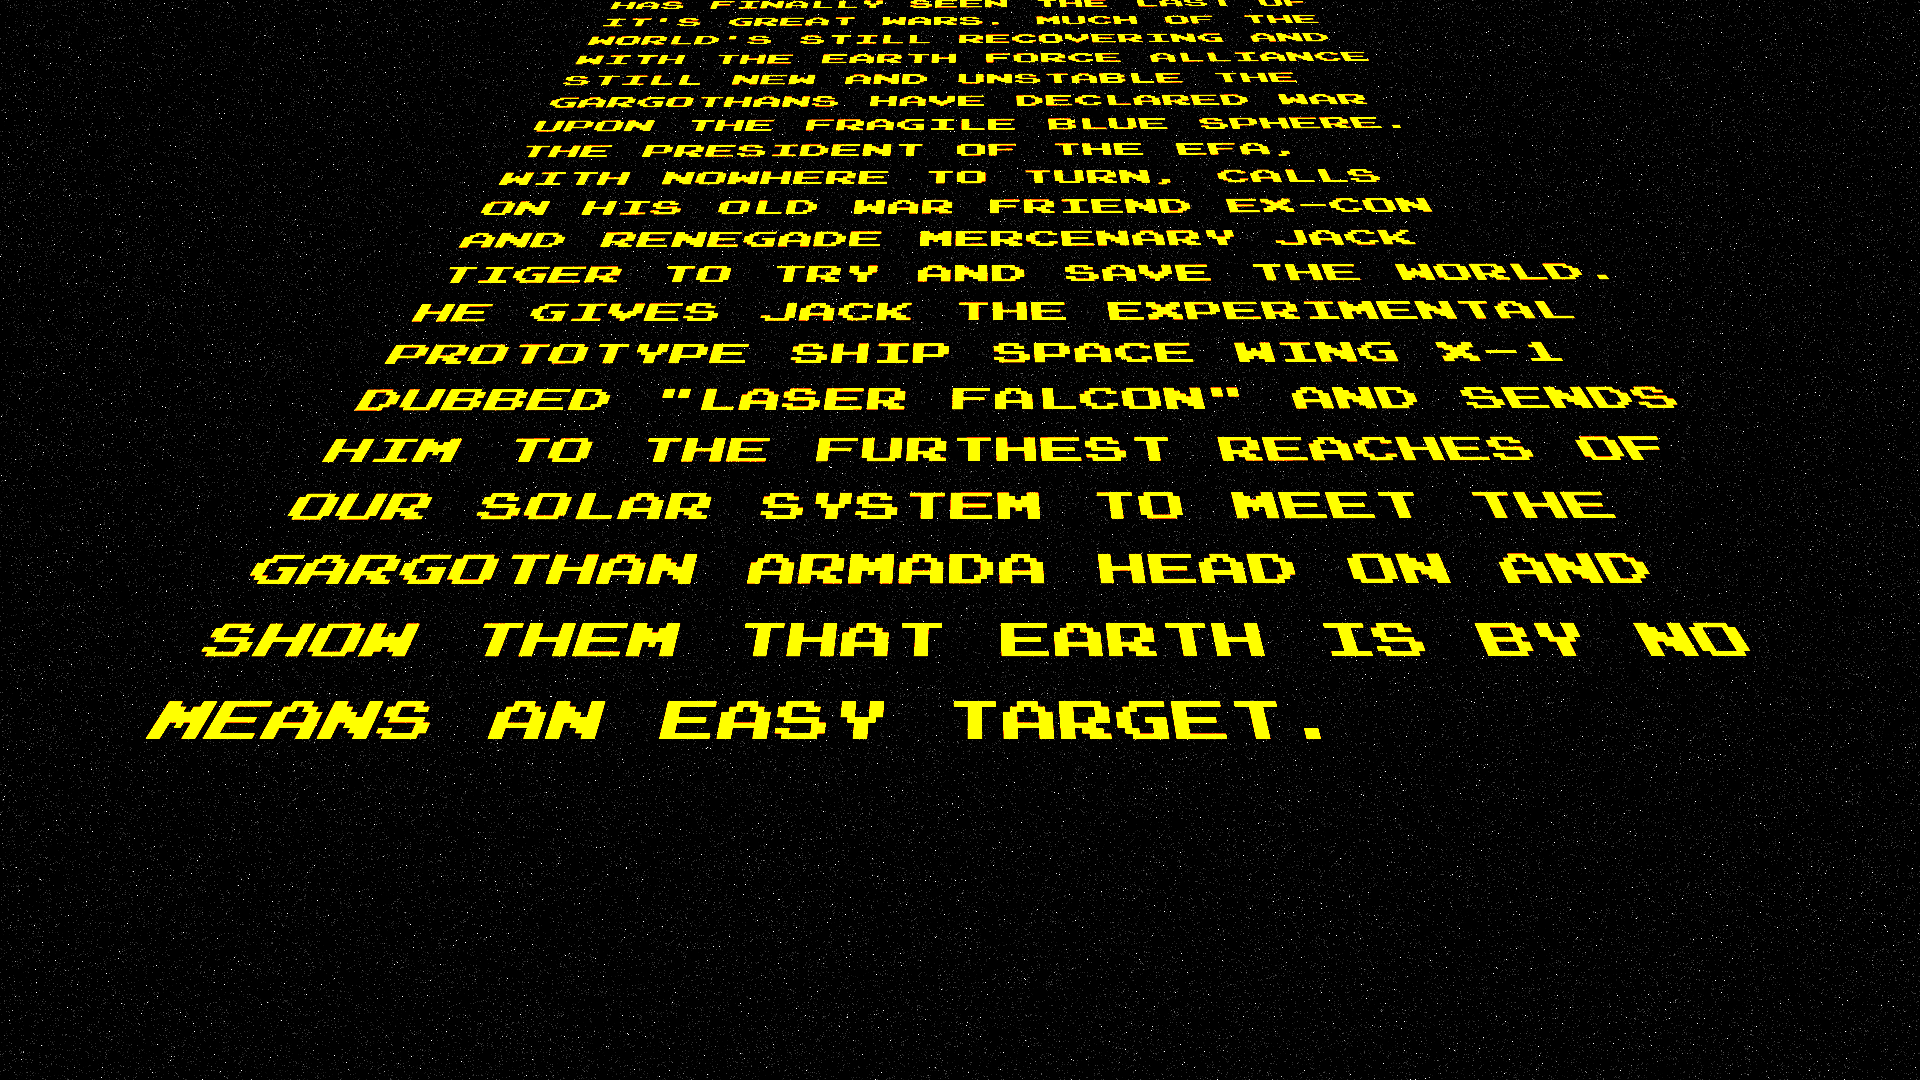 HAS FINALLY SEEN THE LAST OF
IT'S GREAT WARS. MUCH OF THE
WORLD'S STILL RECOVERING AND
WITH THE EARTH FORCE ALLIANCE
STILL NEW AND UNSTABLE THE
GARGOTHANS HAVE DECLARED WAR
UPON THE FRAGILE BLUE SPHERE.
THE PRESIDENT OF THE EFA,
WITH NOWHERE TO TURN, CALLS
ON HIS OLD WAR FRIEND EX-CON
AND RENEGADE MERCENARY JACK
TIGER TO TRY AND SAVE THE WORLD.
HE GIVES JACK THE EXPERIMENTAL
PROTOTYPE SHIP SPACE WING X-1
DUBBED "LASER FALCON" AND SENDS
HIM TO THE FURTHEST REACHES OF
OUR SOLAR SYSTEM TO MEET THE
GARGOTHAN ARMADA HEAD ON AND
SHOW THEM THAT EARTH IS BY NO
MEANS AN EASY TARGET.